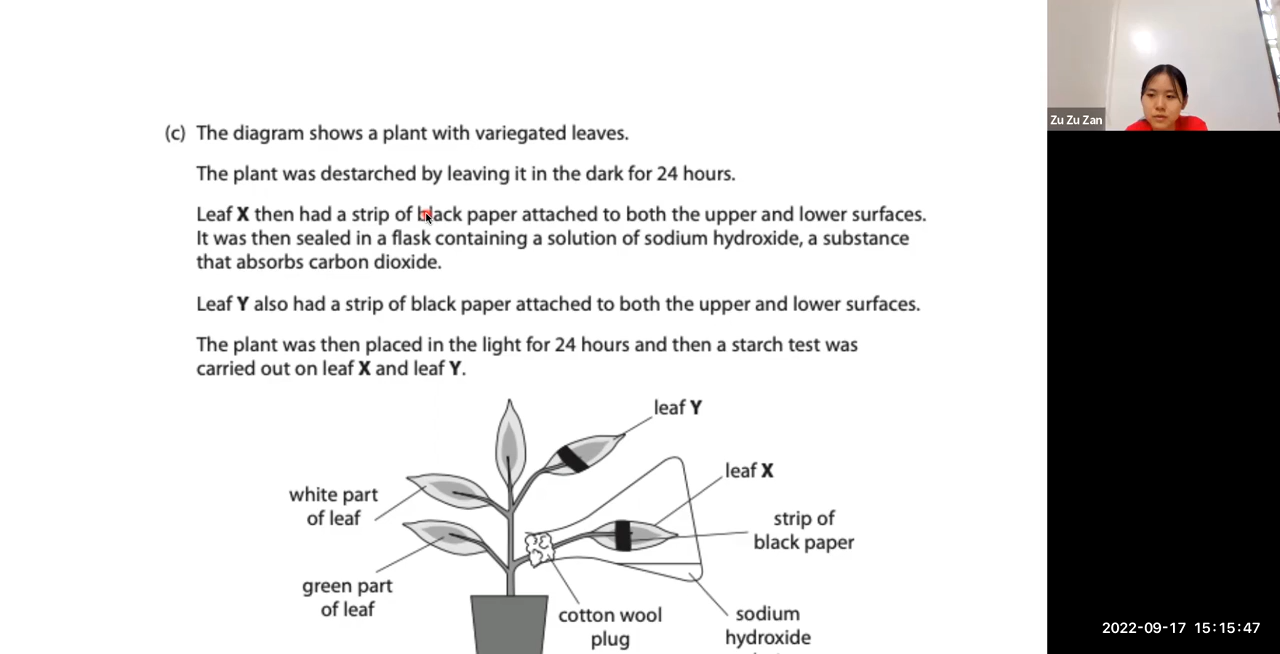 (c) The diagram shows a plant with variegated leaves.
The plant was destarched by leaving it in the dark for 24 hours.
Leaf X then had a strip of black paper attached to both the upper and lower surfaces.
It was then sealed in a flask containing a solution of sodium hydroxide, a substance
that absorbs carbon dioxide.
Leaf Y also had a strip of black paper attached to both the upper and lower surfaces.
The plant was then placed in the light for 24 hours and then a starch test was
carried out on leaf X and leaf Y.
leaf Y
leaf X
white part
of leaf
strip of
black paper
green part
of leaf
cotton wool
plug
sodium
hydroxide
Zu Zu Zan
2022-09-17 15:15:47